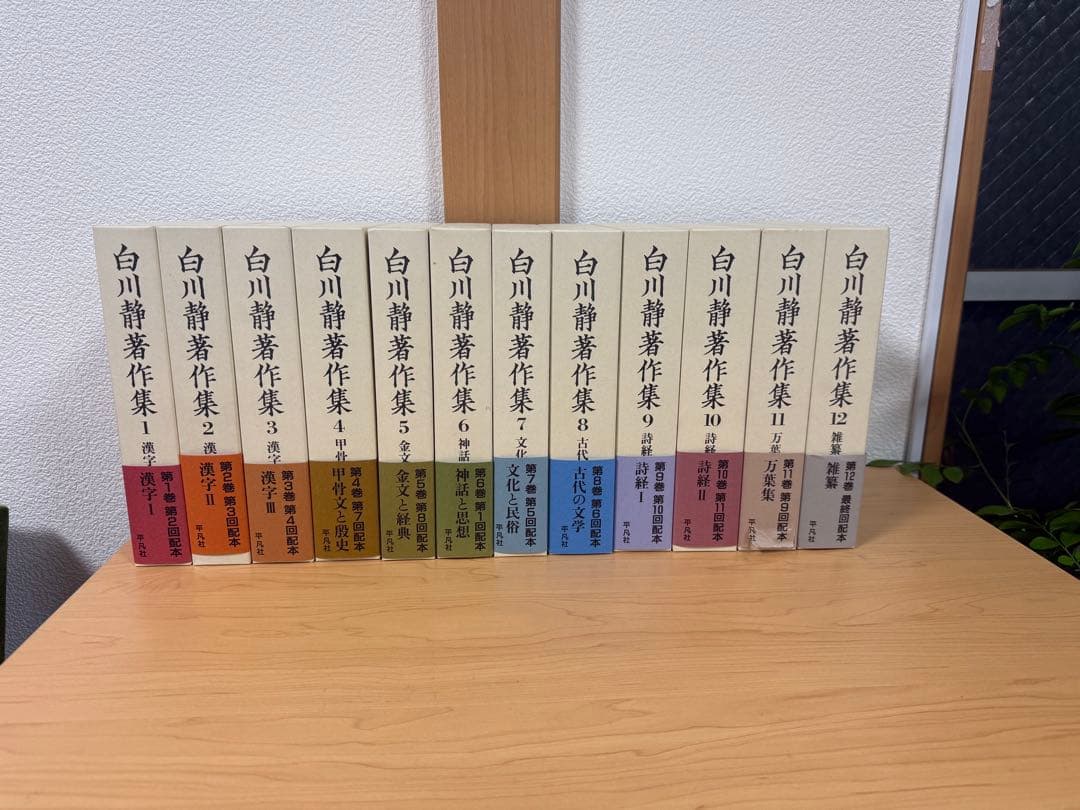 白川静著作集 1 漢字
第1巻 第2回配本
漢字 I
平凡社
白川静著作集 2 漢
第2巻 第3回配本
漢字 II
平凡社
白川静著作集 3 漢字
第3巻 第4回配本
漢字 III
平凡社
白川静著作集 4 甲骨
第4巻 第7回配本
甲骨文と殷史
平凡社
白川静著作集 5 金文
第5巻 第8回配本
金文と経典
平凡社
白川静著作集 6 神話
第6巻 第1回配本
神話と思想
平凡社
白川静著作集 7 文化
第7巻 第5回配本
文化と民俗
平凡社
白川静著作集 8 古代
第8巻 第6回配本
古代の文学
平凡社
白川静著作集 9 詩経
第9巻 第10回配本
詩経 I
平凡社
白川静著作集 10 詩経
第10巻 第11回配本
詩経 II
平凡社
白川静著作集 11 万葉
第11巻 第9回配本
万葉集
平凡社
白川静著作集 12 雑纂
第12巻 最終回配本
雑纂
平凡社